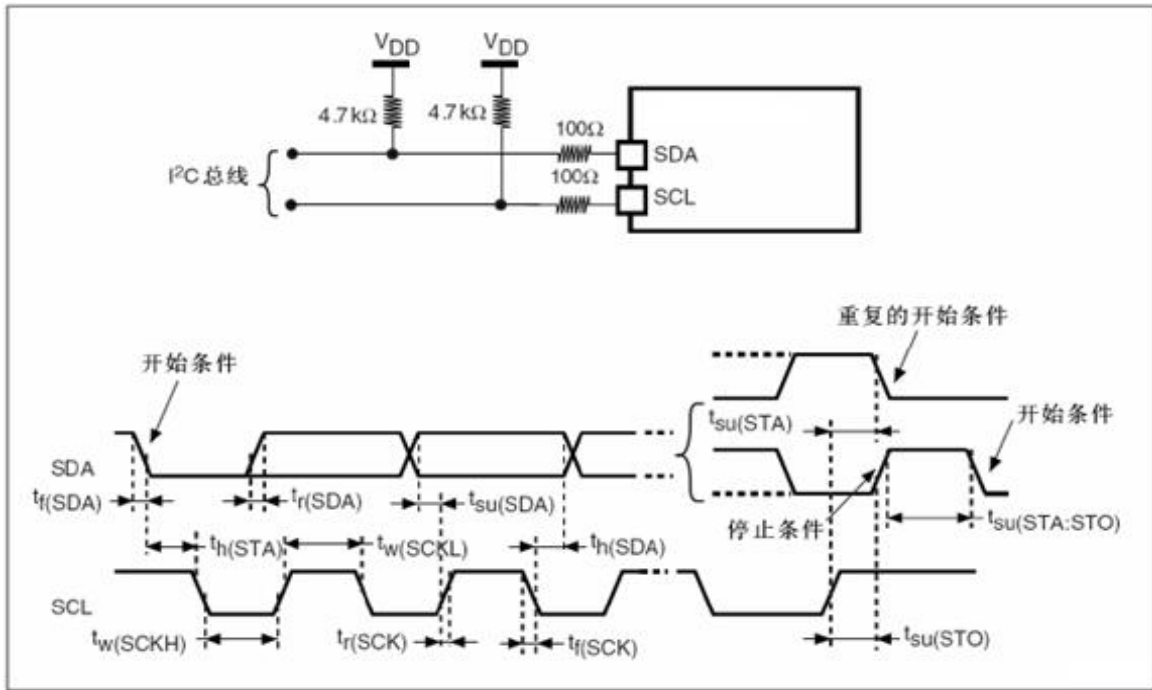 VDD
VDD
4.7kΩ
4.7kΩ
100Ω
100Ω
I²C总线
SDA
SCL
重复的开始条件
开始条件
开始条件
tsu(STA)
SDA
tf(SDA)
tr(SDA)
tsu(SDA)
停止条件
tsu(STA:STO)
th(STA)
tw(SCKL)
th(SDA)
SCL
tw(SCKH)
tr(SCK)
tf(SCK)
tsu(STO)